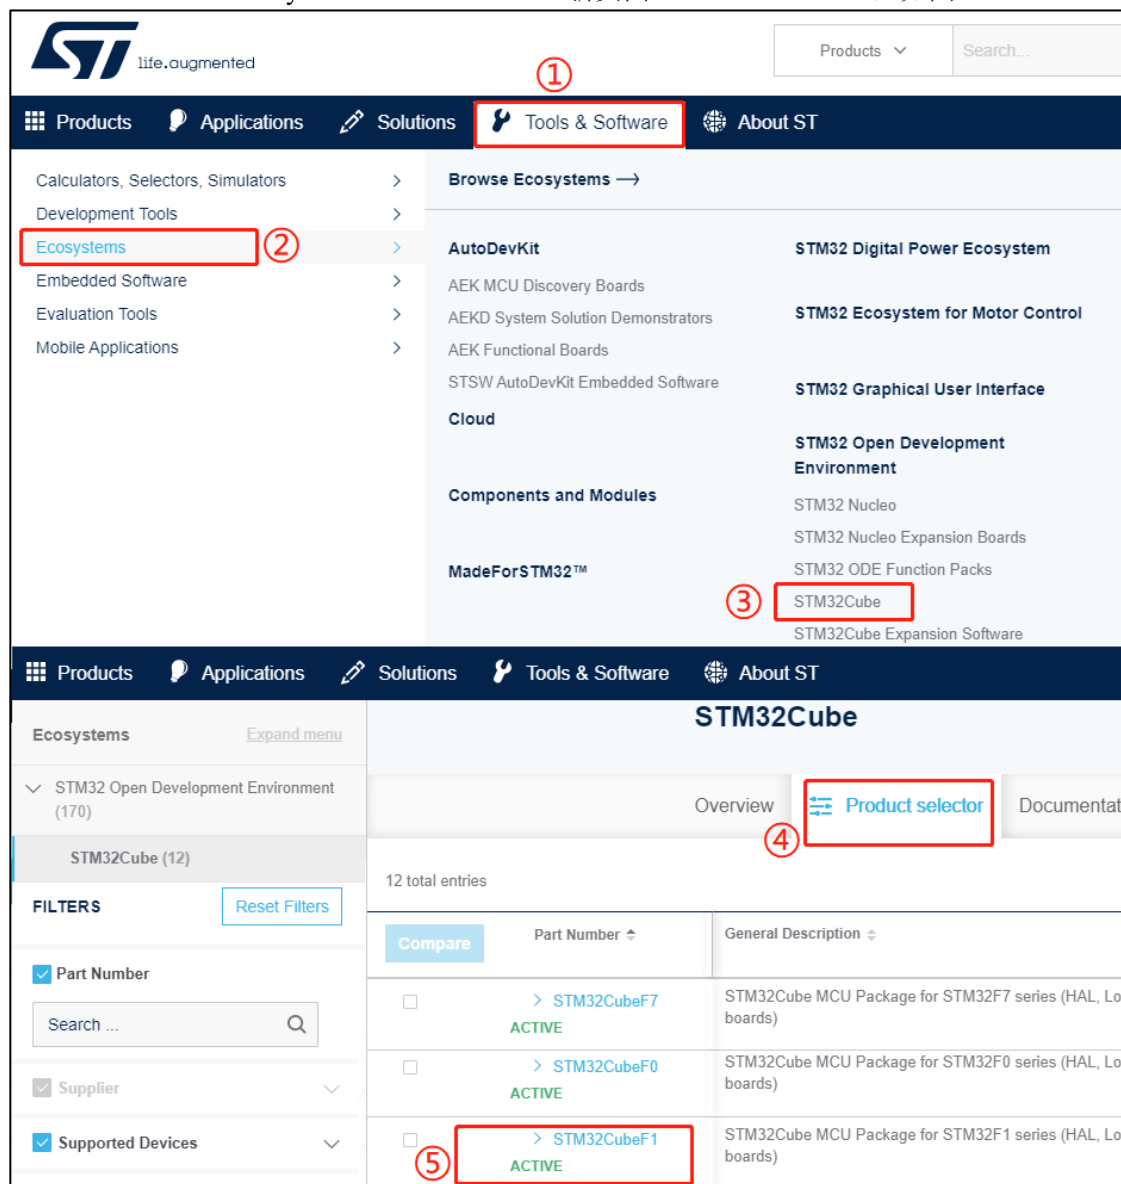 ST life.augmented
Products Search...
①
Products Applications Solutions Tools & Software About ST
Calculators, Selectors, Simulators
Development Tools
Ecosystems ②
Embedded Software
Evaluation Tools
Mobile Applications
Browse Ecosystems →
AutoDevKit
AEK MCU Discovery Boards
AEKD System Solution Demonstrators
AEK Functional Boards
STSW AutoDevKit Embedded Software
Cloud
Components and Modules
MadeForSTM32™
STM32 Digital Power Ecosystem
STM32 Ecosystem for Motor Control
STM32 Graphical User Interface
STM32 Open Development
Environment
STM32 Nucleo
STM32 Nucleo Expansion Boards
STM32 ODE Function Packs
③ STM32Cube
STM32Cube Expansion Software
Products Applications Solutions Tools & Software About ST
Ecosystems Expand menu
STM32 Open Development Environment
(170)
STM32Cube (12)
FILTERS Reset Filters
Part Number
Search ...
Supplier
Supported Devices
STM32Cube
Overview Product selector Documentat
④
12 total entries
Compare Part Number General Description
STM32CubeF7 STM32Cube MCU Package for STM32F7 series (HAL, Lo
ACTIVE boards)
STM32CubeF0 STM32Cube MCU Package for STM32F0 series (HAL, Lo
ACTIVE boards)
STM32CubeF1 STM32Cube MCU Package for STM32F1 series (HAL, Lo
⑤ ACTIVE boards)